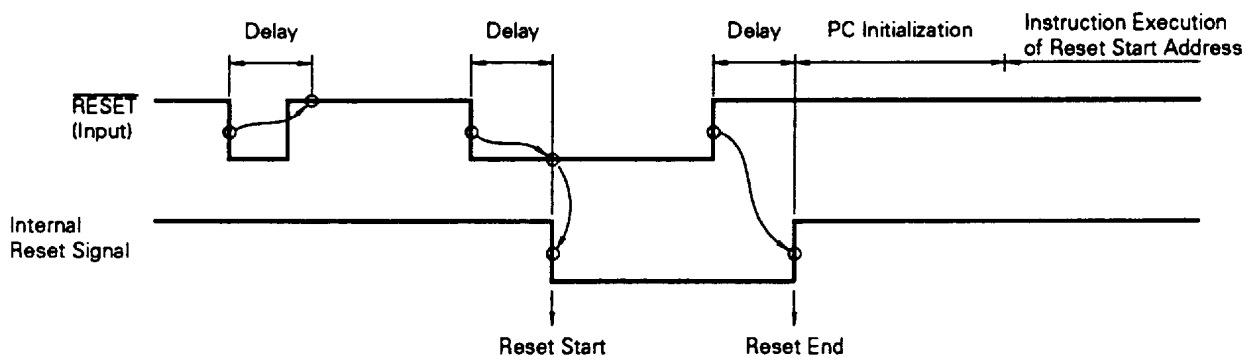 Delay
Delay
Delay
PC Initialization
Instruction Execution
of Reset Start Address
RESET
(Input)
Internal
Reset Signal
Reset Start
Reset End